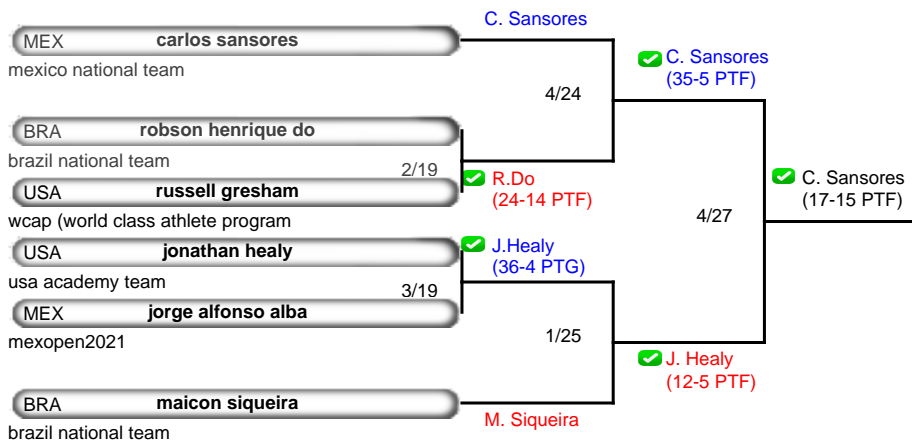 C. Sansores
MEX carlos sansores
mexico national team
C. Sansores
(35-5 PTF)
4/24
BRA robson henrique do
brazil national team
2/19
R.Do
(24-14 PTF)
USA russell gresham
wcap (world class athlete program
C. Sansores
(17-15 PTF)
4/27
USA jonathan healy
usa academy team
J.Healy
(36-4 PTG)
3/19
MEX jorge alfonso alba
mexopen2021
1/25
J. Healy
(12-5 PTF)
BRA maicon siqueira
brazil national team
M. Siqueira